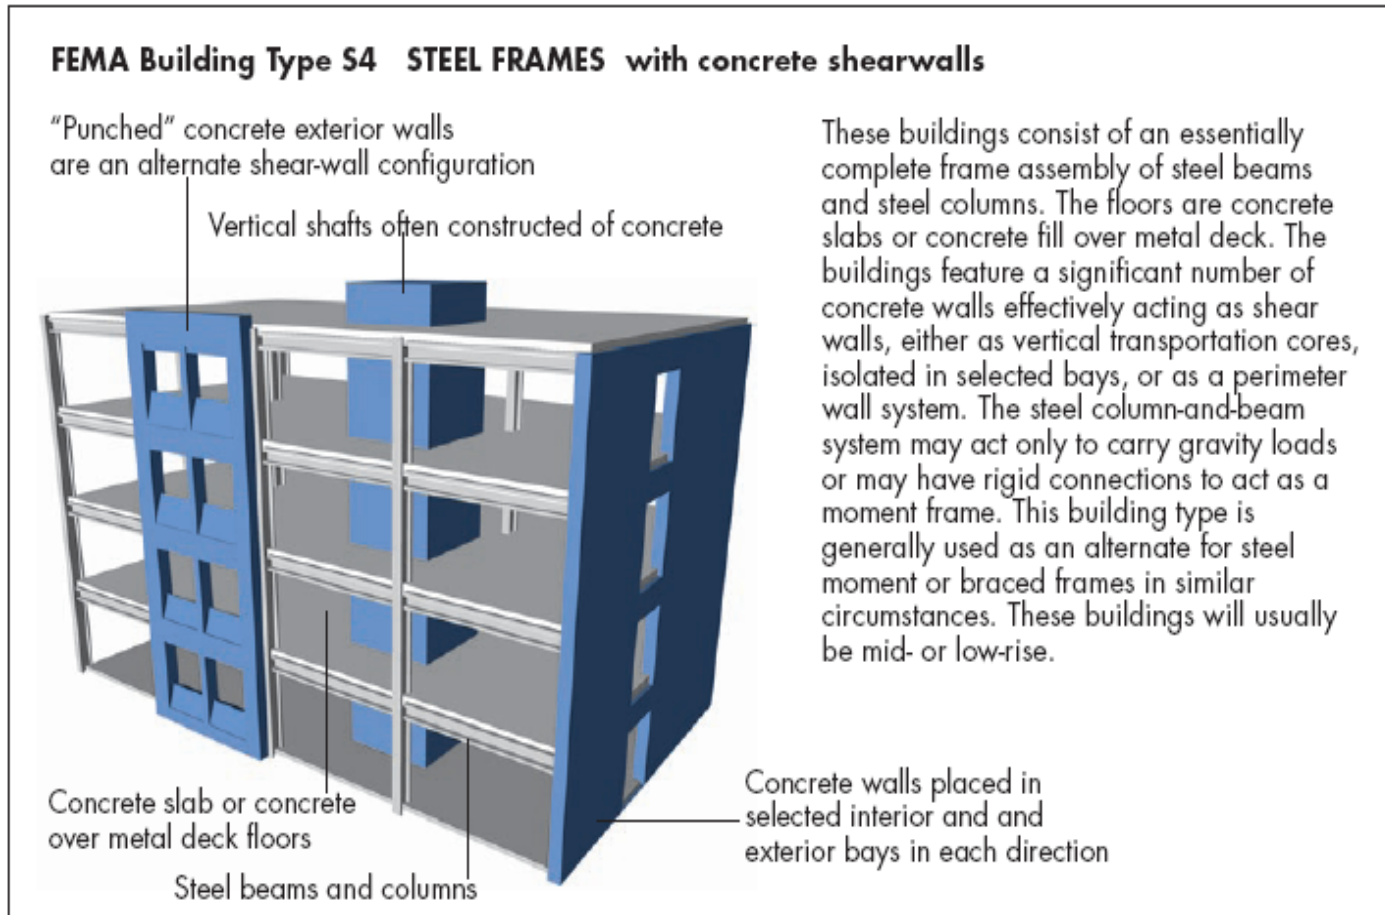 FEMA Building Type S4 STEEL FRAMES with concrete shearwalls
“Punched” concrete exterior walls
are an alternate shear-wall configuration
Vertical shafts often constructed of concrete
These buildings consist of an essentially
complete frame assembly of steel beams
and steel columns. The floors are concrete
slabs or concrete fill over metal deck. The
buildings feature a significant number of
concrete walls effectively acting as shear
walls, either as vertical transportation cores,
isolated in selected bays, or as a perimeter
wall system. The steel column-and-beam
system may act only to carry gravity loads
or may have rigid connections to act as a
moment frame. This building type is
generally used as an alternate for steel
moment or braced frames in similar
circumstances. These buildings will usually
be mid- or low-rise.
Concrete slab or concrete
over metal deck floors
Steel beams and columns
Concrete walls placed in
selected interior and and
exterior bays in each direction